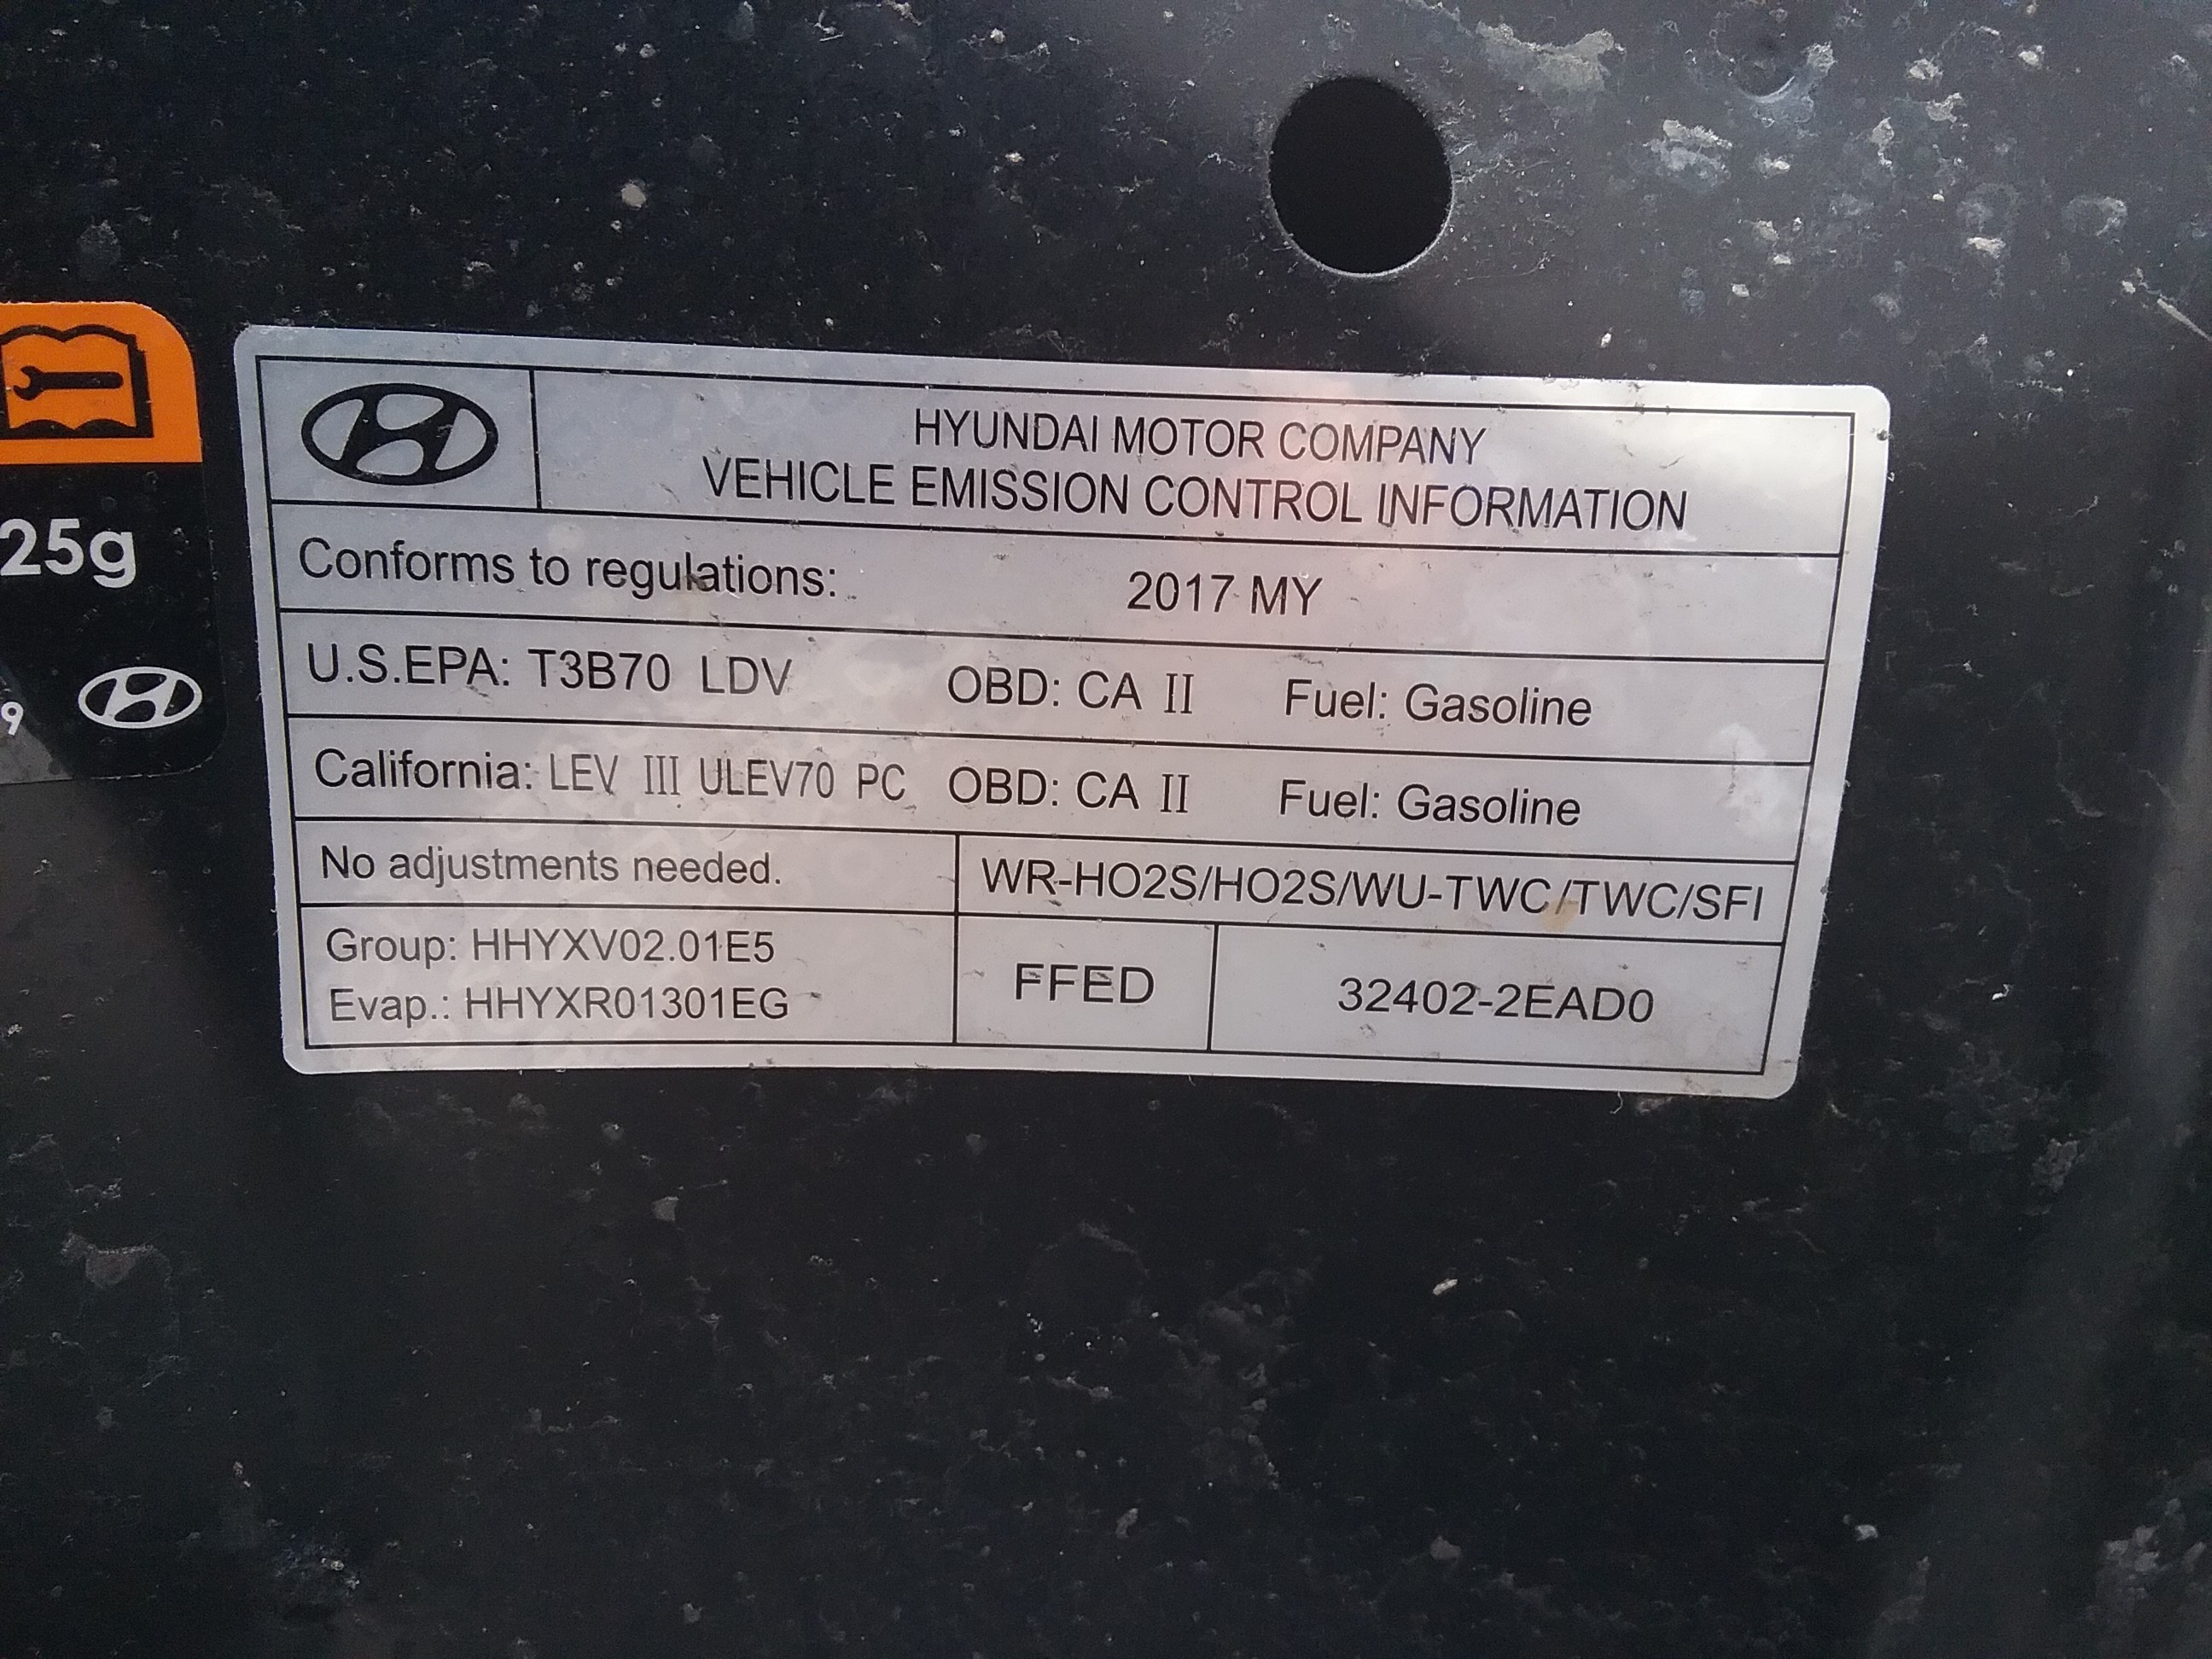 25g
9
HYUNDAI MOTOR COMPANY
VEHICLE EMISSION CONTROL INFORMATION
Conforms to regulations: 2017 MY
U.S.EPA: T3B70 LDV OBD: CA II Fuel: Gasoline
California: LEV III ULEV70 PC OBD: CA II Fuel: Gasoline
No adjustments needed.
WR-HO2S/HO2S/WU-TWC/TWC/SFI
Group: HHYXV02.01E5
Evap.: HHYXR01301EG
FFED
32402-2EAD0